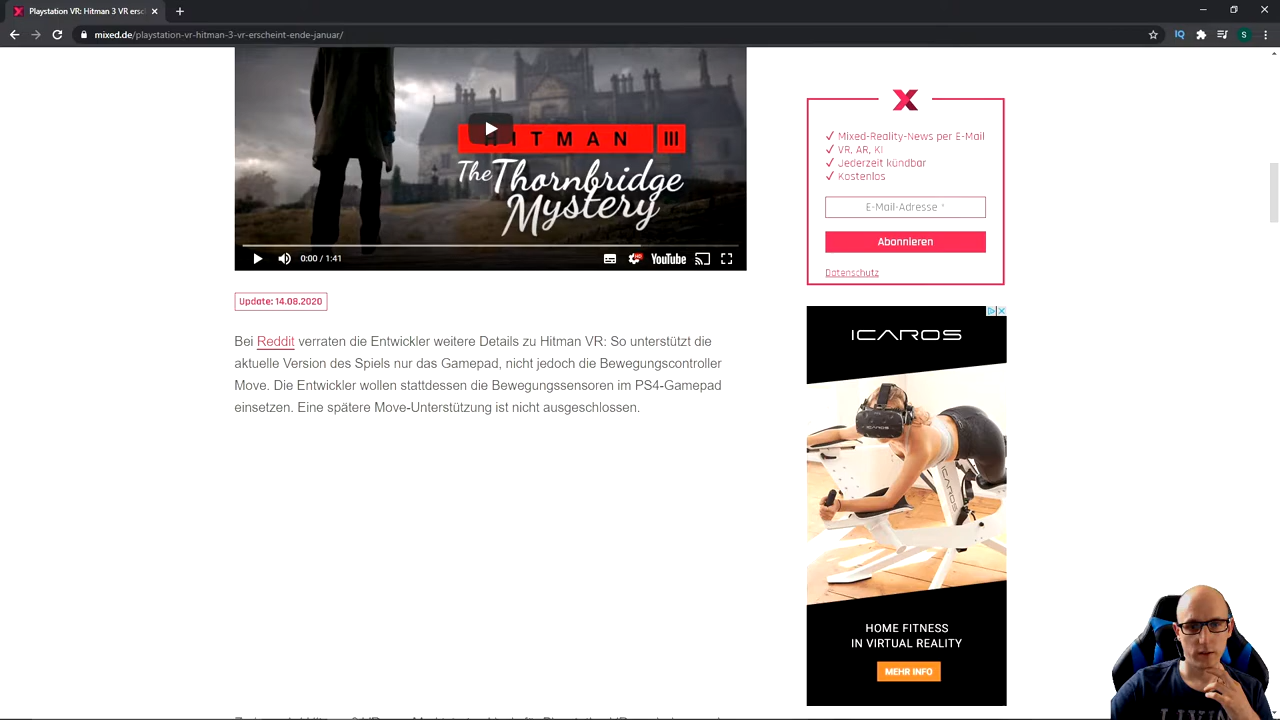 Playstation VR: Hitman 3 VR ersc
mixed.de/playstation-vr-hitman-3-vr-erscheint-ende-januar/
IQ
S
HITMAN III
The Thornbridge
Mystery
0:00 / 1:41
HD
YouTube
Update: 14.08.2020
Bei Reddit verraten die Entwickler weitere Details zu Hitman VR: So unterstützt die
aktuelle Version des Spiels nur das Gamepad, nicht jedoch die Bewegungscontroller
Move. Die Entwickler wollen stattdessen die Bewegungssensoren im PS4-Gamepad
einsetzen. Eine spätere Move-Unterstützung ist nicht ausgeschlossen.
X
✓ Mixed-Reality-News per E-Mail
✓ VR, AR, KI
✓ Jederzeit kündbar
✓ Kostenlos
E-Mail-Adresse *
Abonnieren
Datenschutz
ICAROS
ICAROS
HOME FITNESS
IN VIRTUAL REALITY
MEHR INFO